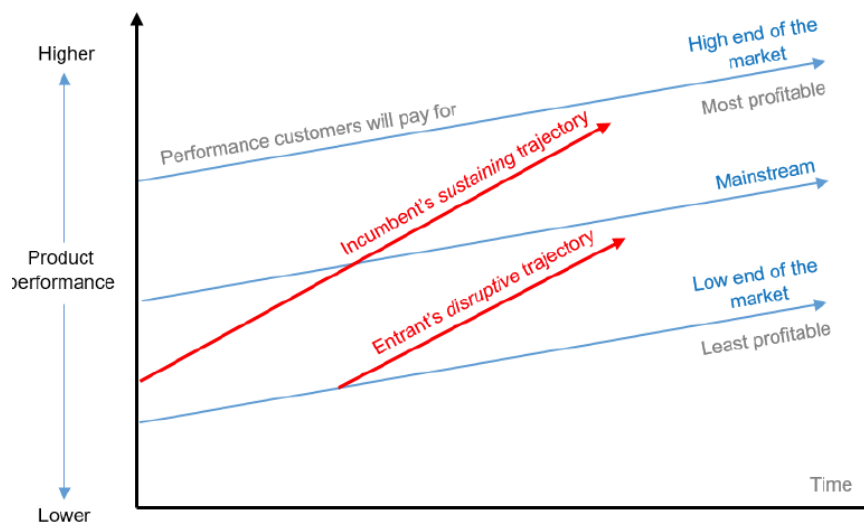 Higher
High end of the
market
Most profitable
Performance customers will pay for
Incumbent's sustaining trajectory
Mainstream
Product
performance
Entrant's disruptive trajectory
Low end of the
market
Least profitable
Time
Lower